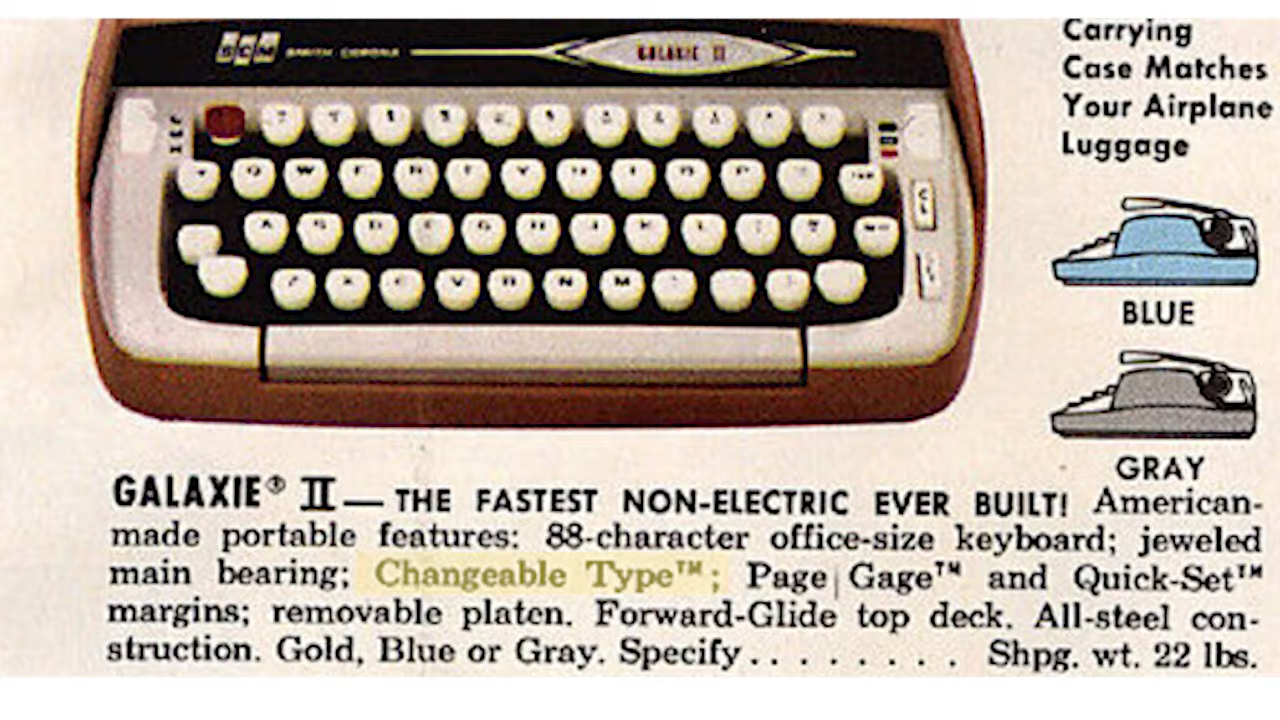 SCM SMITH-CORONA
GALAXIE II
Carrying
Case Matches
Your Airplane
Luggage
BLUE
GRAY
GALAXIE® II — THE FASTEST NON-ELECTRIC EVER BUILT! American-
made portable features: 88-character office-size keyboard; jeweled
main bearing; Changeable Type™; Page Gage™ and Quick-Set™
margins; removable platen. Forward-Glide top deck. All-steel con-
struction. Gold, Blue or Gray. Specify . . . . . . . . Shpg. wt. 22 lbs.